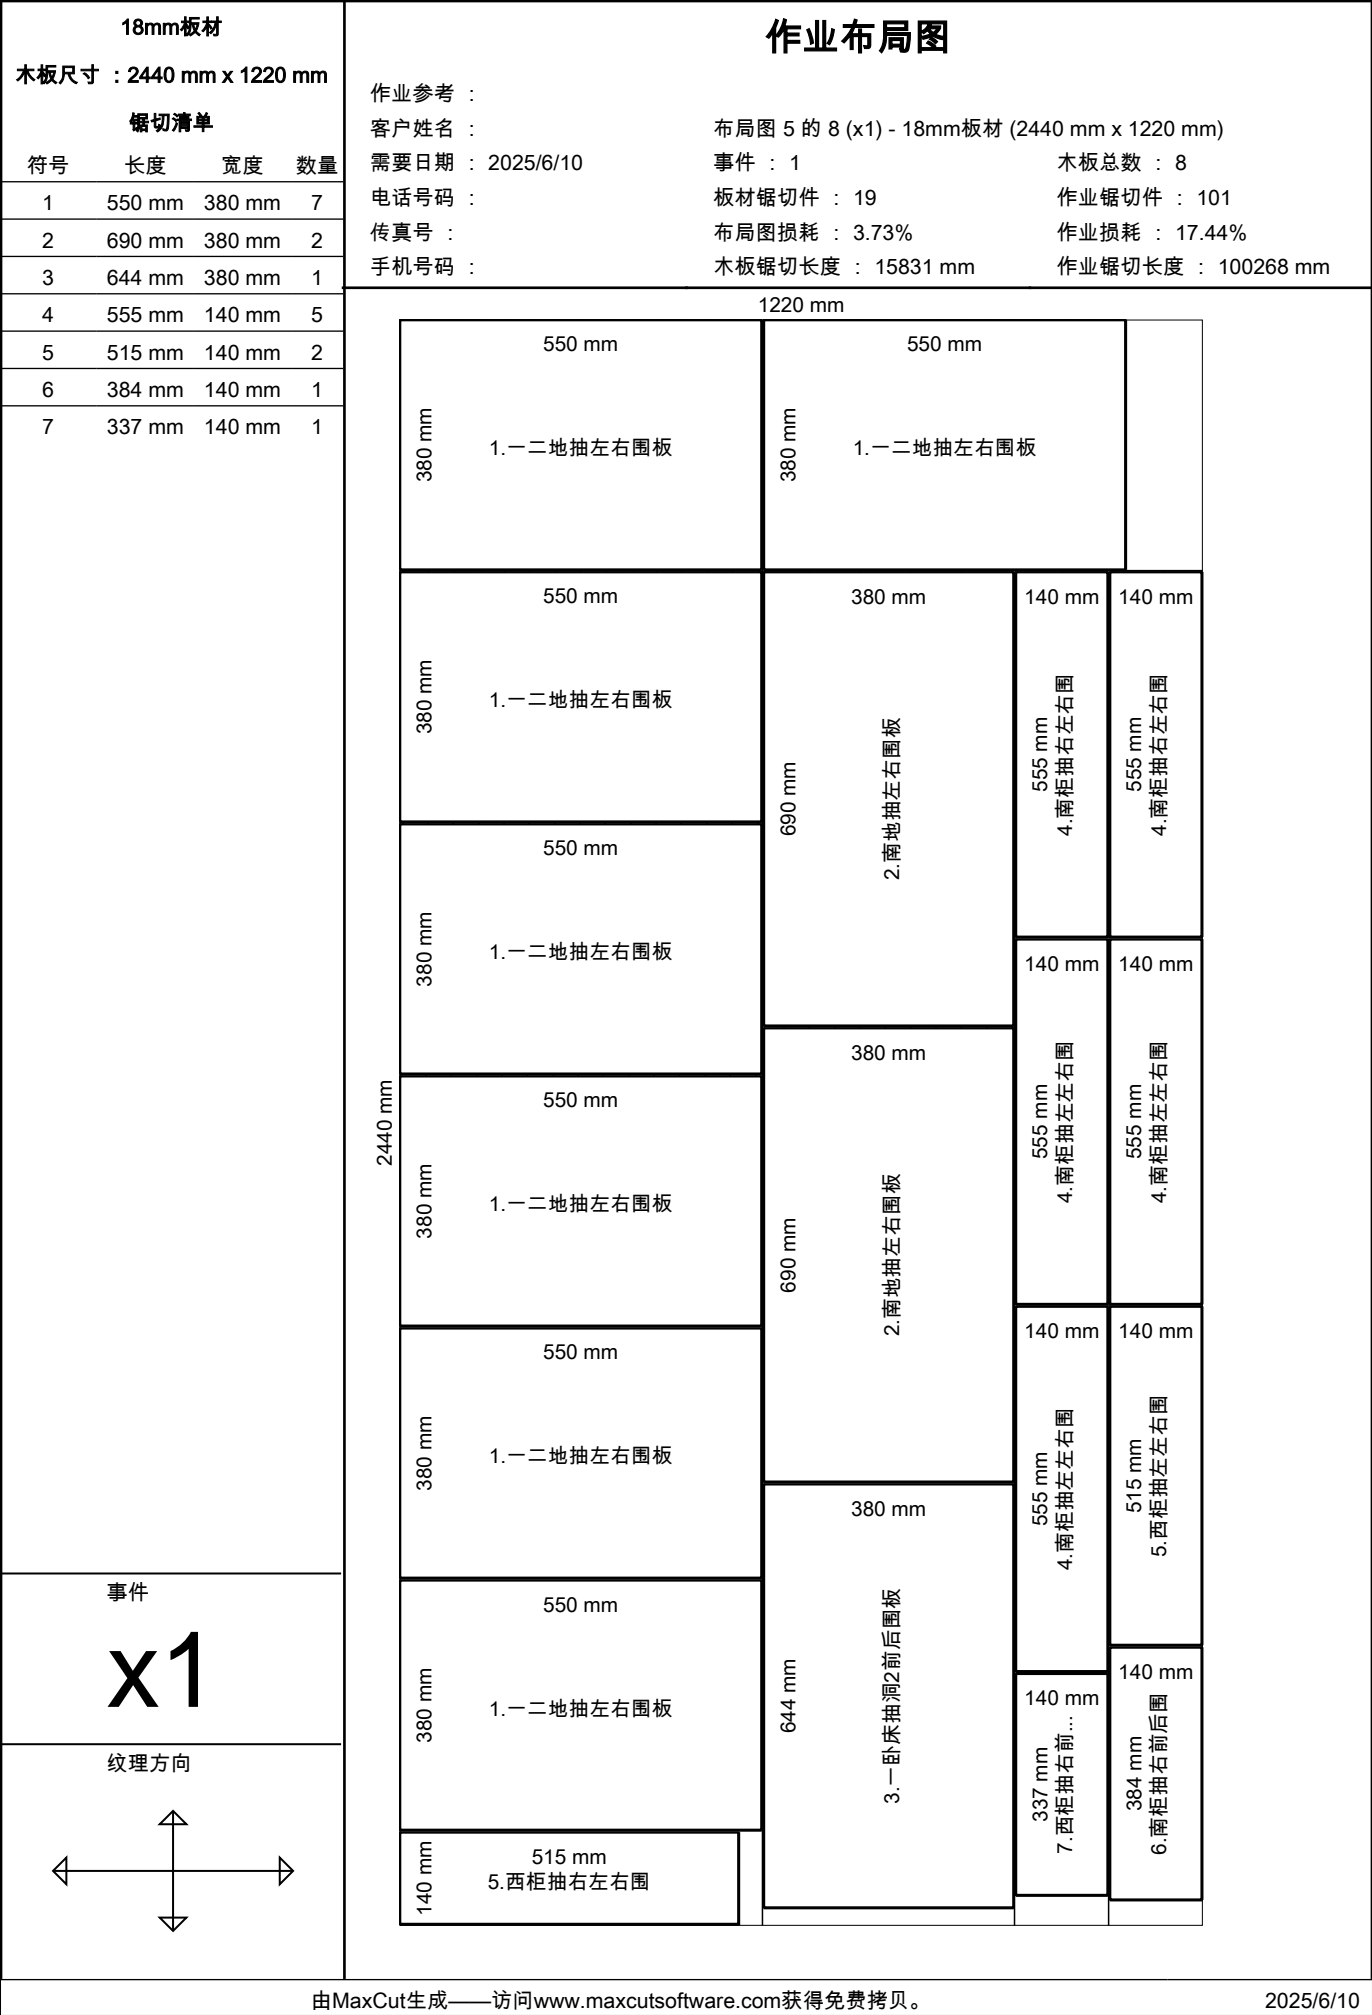 18mm板材
木板尺寸 : 2440 mm x 1220 mm
锯切清单
符号 长度 宽度 数量
1 550 mm 380 mm 7
2 690 mm 380 mm 2
3 644 mm 380 mm 1
4 555 mm 140 mm 5
5 515 mm 140 mm 2
6 384 mm 140 mm 1
7 337 mm 140 mm 1
作业布局图
作业参考 :
客户姓名 : 布局图 5 的 8 (x1) - 18mm板材 (2440 mm x 1220 mm)
需要日期 : 2025/6/10 事件 : 1 木板总数 : 8
电话号码 : 板材锯切件 : 19 作业锯切件 : 101
传真号 : 布局图损耗 : 3.73% 作业损耗 : 17.44%
手机号码 : 木板锯切长度 : 15831 mm 作业锯切长度 : 100268 mm
1220 mm
2440 mm
550 mm
380 mm
1.一二地抽左右围板
550 mm
380 mm
1.一二地抽左右围板
550 mm
380 mm
1.一二地抽左右围板
380 mm
690 mm
2.南地抽左右围板
140 mm
555 mm
4.南柜抽右左右围
140 mm
555 mm
4.南柜抽右左右围
550 mm
380 mm
1.一二地抽左右围板
140 mm
555 mm
4.南柜抽左左右围
140 mm
555 mm
4.南柜抽左左右围
380 mm
690 mm
2.南地抽左右围板
550 mm
380 mm
1.一二地抽左右围板
140 mm
555 mm
4.南柜抽左左右围
140 mm
515 mm
5.西柜抽左左右围
550 mm
380 mm
1.一二地抽左右围板
380 mm
644 mm
3.一卧床抽洞2前后围板
550 mm
380 mm
1.一二地抽左右围板
140 mm
337 mm
7.西柜抽右前...
140 mm
384 mm
6.南柜抽右前后围
140 mm
515 mm
5.西柜抽右左右围
事件
x1
纹理方向
由MaxCut生成——访问www.maxcutsoftware.com获得免费拷贝。
2025/6/10